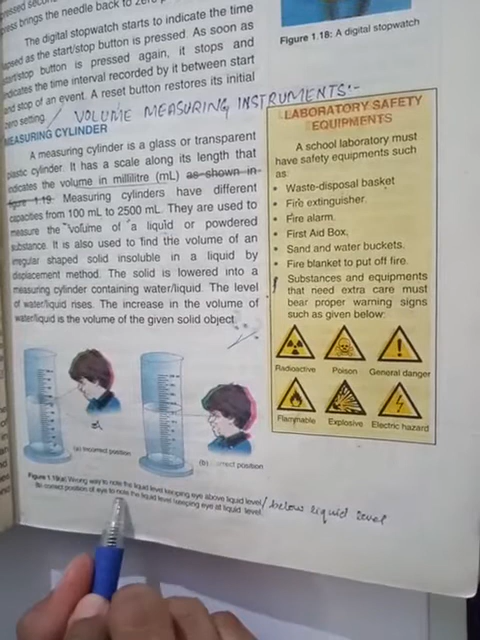 The digital stopwatch starts to indicate the time
as the start/stop button is pressed. As soon as
button is pressed again, it stops and
indicates the time interval recorded by it between start
and stop of an event. A reset button restores its initial
zero setting.
Figure 1.18: A digital stopwatch
VOLUME MEASURING INSTRUMENTS:-
MEASURING CYLINDER
A measuring cylinder is a glass or transparent
plastic cylinder. It has a scale along its length that
indicates the volume in millilitre (mL) as shown in
figure 1.19. Measuring cylinders have different
capacities from 100 mL to 2500 mL. They are used to
measure the volume of a liquid or powdered
substance. It is also used to find the volume of an
irregular shaped solid insoluble in a liquid by
displacement method. The solid is lowered into a
measuring cylinder containing water/liquid. The level
of water/liquid rises. The increase in the volume of
water/liquid is the volume of the given solid object.
LABORATORY SAFETY
EQUIPMENTS
A school laboratory must
have safety equipments such
as:
• Waste-disposal basket
• Fire extinguisher.
• Fire alarm.
• First Aid Box.
• Sand and water buckets.
• Fire blanket to put off fire.
Substances and equipments
that need extra care must
bear proper warning signs
such as given below:
Radioactive Poison General danger
Flammable Explosive Electric hazard
(a) Incorrect position
(b) correct position
Figure 1.19(a) Wrong way to note the liquid level keeping eye above liquid level / below liquid level
(b) correct position of eye to note the liquid level keeping eye at liquid level.